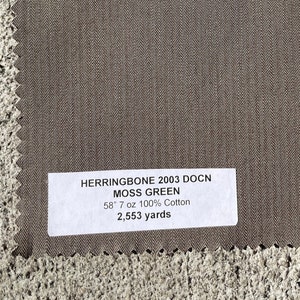 HERRINGBONE 2003 DOCN
MOSS GREEN
58" 7 oz 100% Cotton
2,553 yards